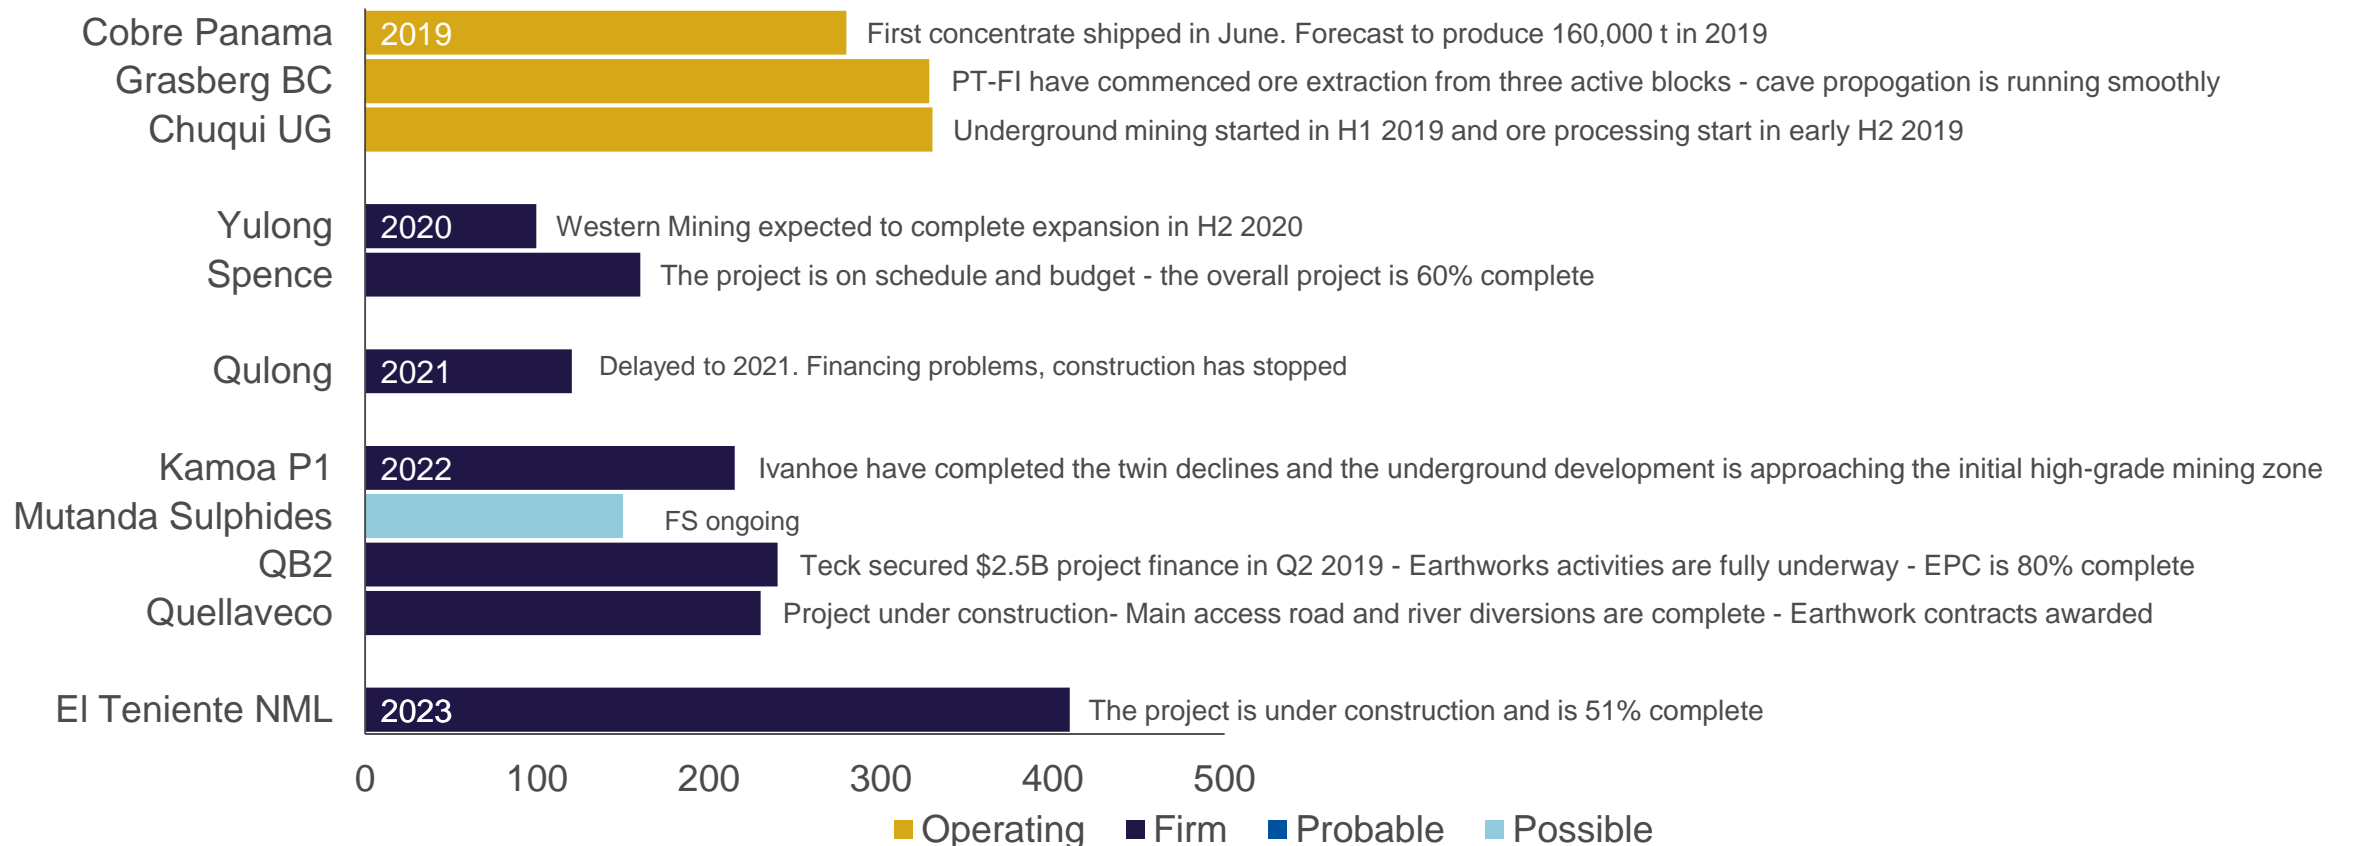 Cobre Panama 2019 First concentrate shipped in June. Forecast to produce 160,000 t in 2019
Grasberg BC PT-FI have commenced ore extraction from three active blocks - cave propogation is running smoothly
Chuqui UG Underground mining started in H1 2019 and ore processing start in early H2 2019
Yulong 2020 Western Mining expected to complete expansion in H2 2020
Spence The project is on schedule and budget - the overall project is 60% complete
Qulong 2021 Delayed to 2021. Financing problems, construction has stopped
Kamoa P1 2022 Ivanhoe have completed the twin declines and the underground development is approaching the initial high-grade mining zone
Mutanda Sulphides FS ongoing
QB2 Teck secured $2.5B project finance in Q2 2019 - Earthworks activities are fully underway - EPC is 80% complete
Quellaveco Project under construction- Main access road and river diversions are complete - Earthwork contracts awarded
El Teniente NML 2023 The project is under construction and is 51% complete
0 100 200 300 400 500
Operating Firm Probable Possible